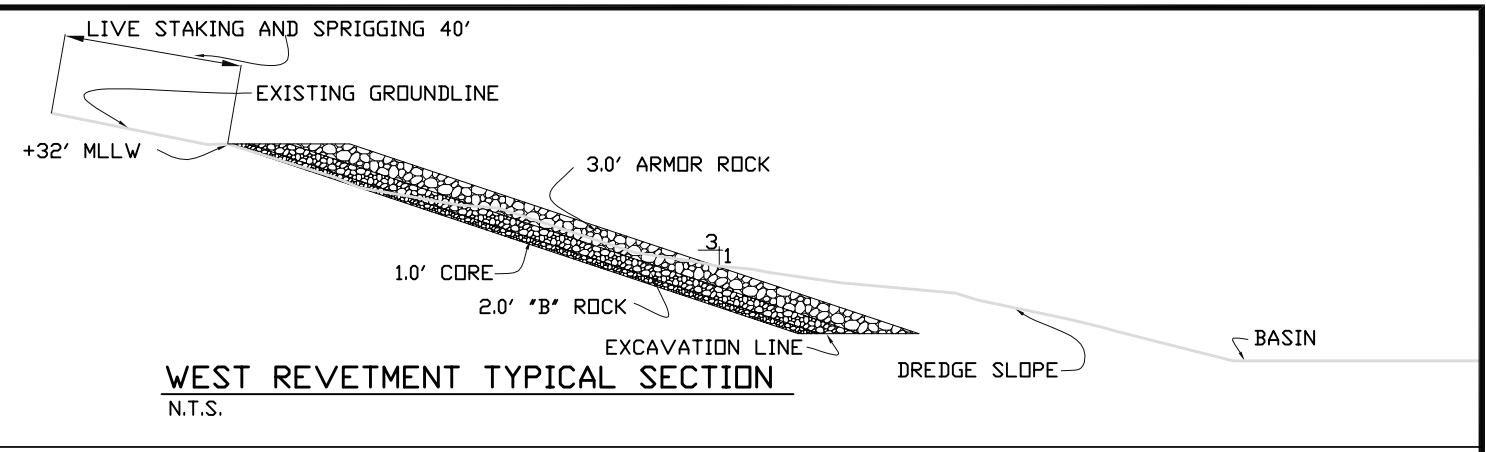 LIVE STAKING AND SPRIGGING 40'
EXISTING GROUNDLINE
+32' MLLW
3.0' ARMOR ROCK
3
1
1.0' CORE
2.0' "B" ROCK
EXCAVATION LINE
DREDGE SLOPE
BASIN
WEST REVETMENT TYPICAL SECTION
N.T.S.